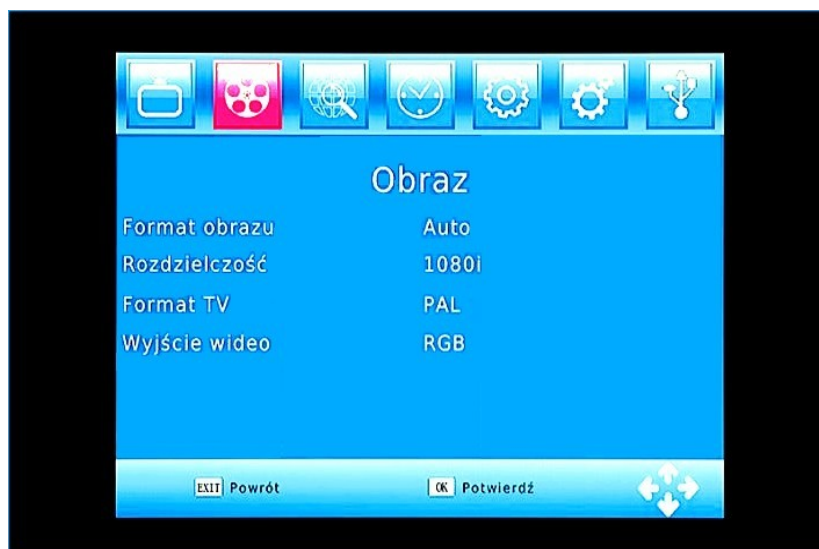 Obraz
Format obrazu Auto
Rozdzielczość 1080i
Format TV PAL
Wyjście wideo RGB
EXIT Powrót OK Potwierdź